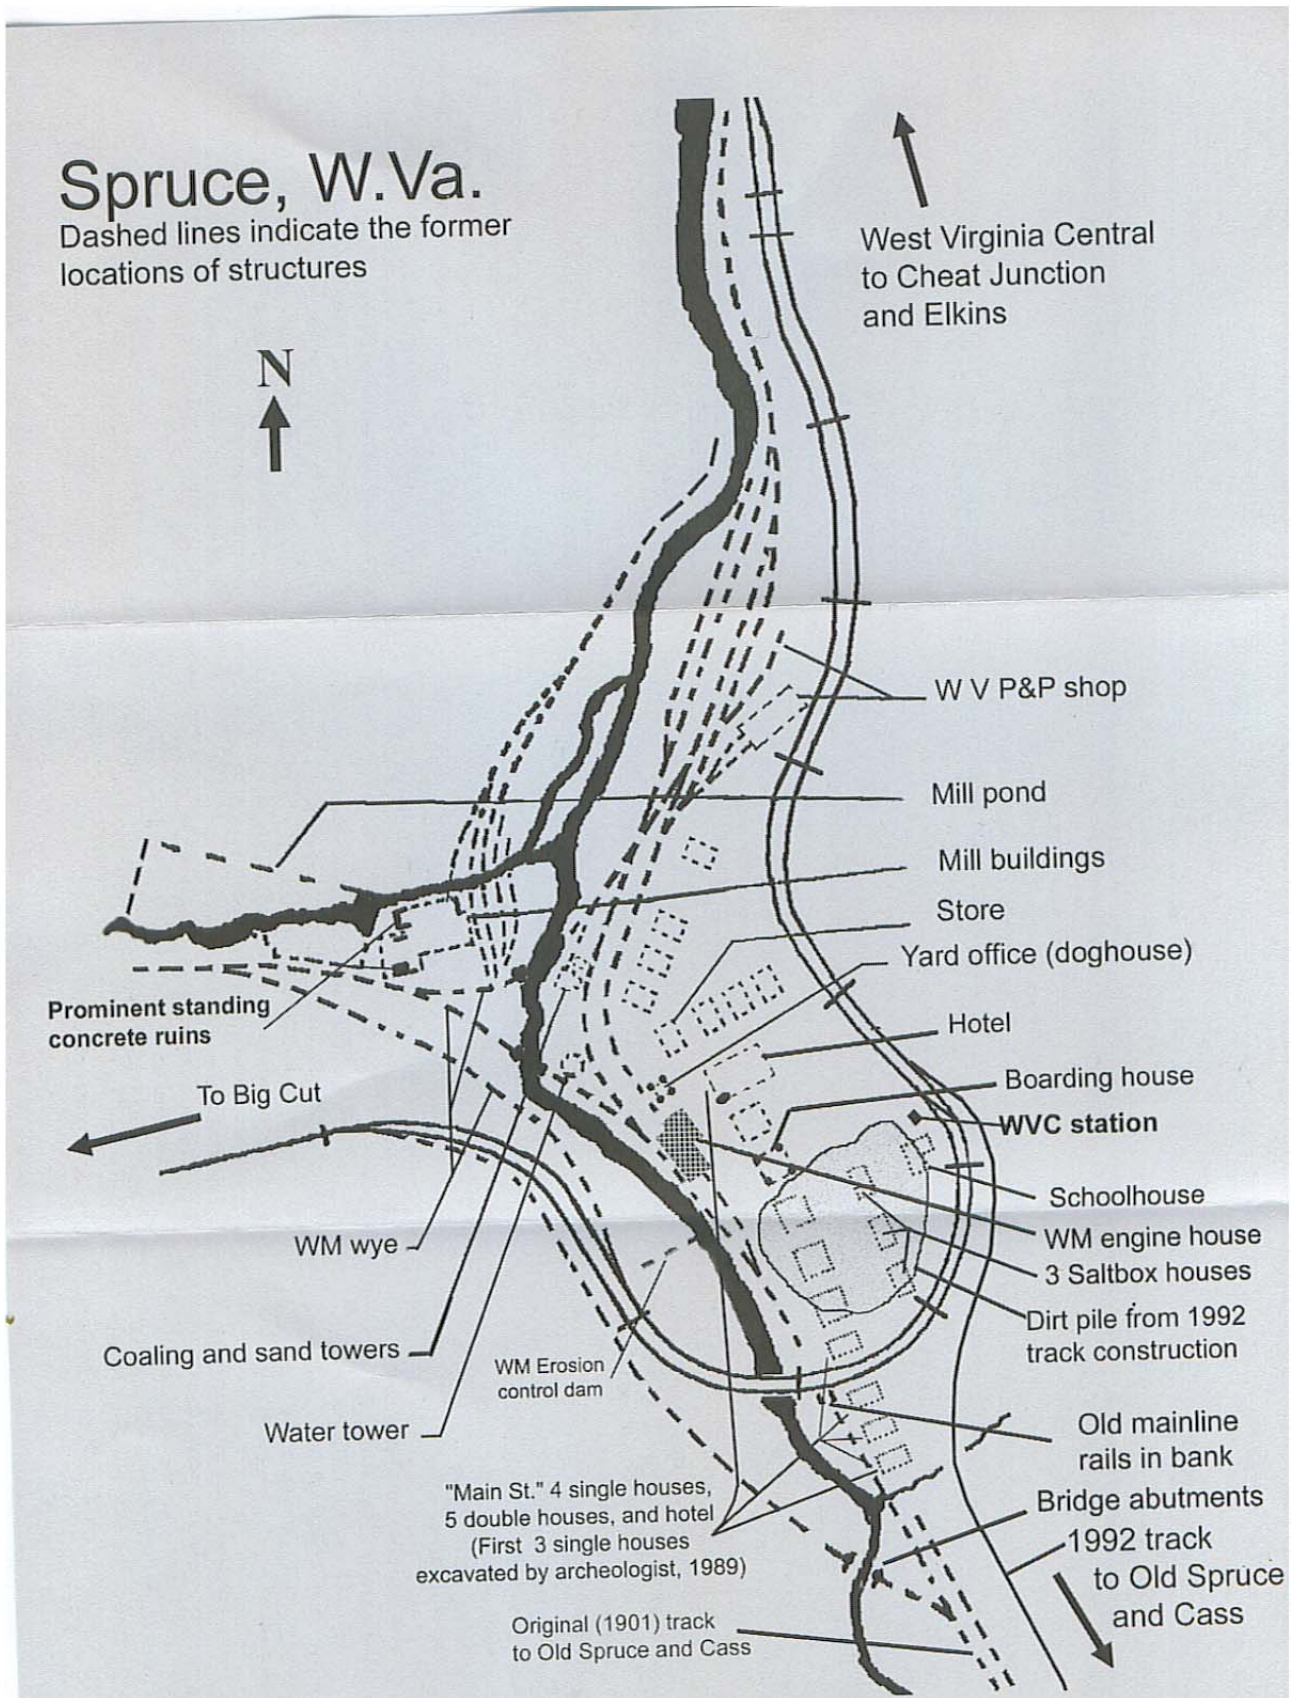 Spruce, W.Va.
Dashed lines indicate the former
locations of structures
N
West Virginia Central
to Cheat Junction
and Elkins
W V P&P shop
Mill pond
Mill buildings
Store
Yard office (doghouse)
Prominent standing
concrete ruins
Hotel
To Big Cut
Boarding house
WVC station
Schoolhouse
WM engine house
WM wye
3 Saltbox houses
Dirt pile from 1992
track construction
Coaling and sand towers
WM Erosion
control dam
Water tower
Old mainline
rails in bank
"Main St." 4 single houses,
5 double houses, and hotel
(First 3 single houses
excavated by archeologist, 1989)
Bridge abutments
1992 track
to Old Spruce
and Cass
Original (1901) track
to Old Spruce and Cass